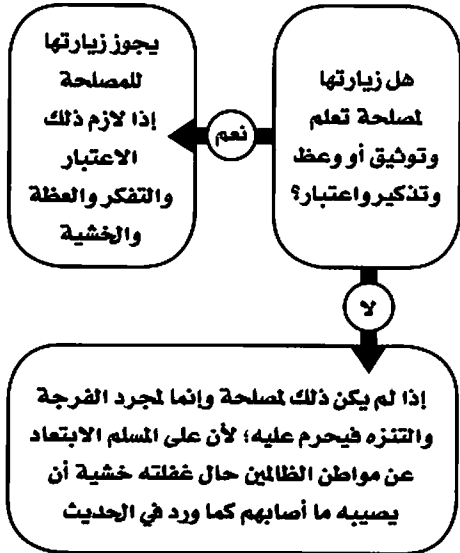 هل زيارتها
لمصلحة تعلم
وتوثيق أو وعظ
وتذكير واعتبار؟
نعم
يجوز زيارتها
للمصلحة
إذا لازم ذلك
الاعتبار
والتفكر والعظة
والخشية
لا
إذا لم يكن ذلك لمصلحة وإنما لمجرد الفرجة
والتنزه فيحرم عليه؛ لأن على المسلم الابتعاد
عن مواطن الظالمين حال غفلته خشية أن
يصيبه ما أصابهم كما ورد في الحديث